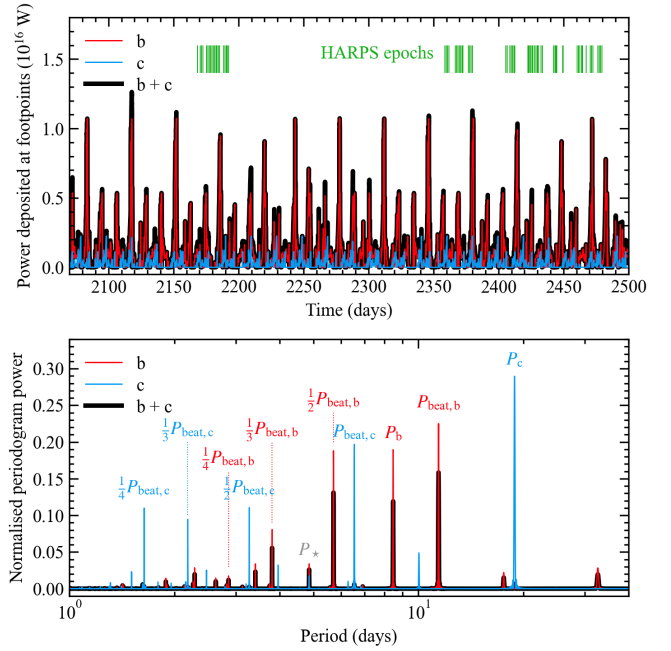 Power deposited at footpoints (10^16 W)
1.5
1.0
0.5
0.0
b
c
b + c
HARPS epochs
2100
2150
2200
2250
2300
2350
2400
2450
2500
Time (days)
Normalised periodogram power
0.30
0.25
0.20
0.15
0.10
0.05
0.00
b
c
b + c
P_c
1/2 P_beat, b
P_beat, b
1/3 P_beat, c
1/3 P_beat, b
P_beat, c
P_b
1/4 P_beat, b
1/4 P_beat, c
1/2 P_beat, c
P_⋆
10^0
10^1
Period (days)